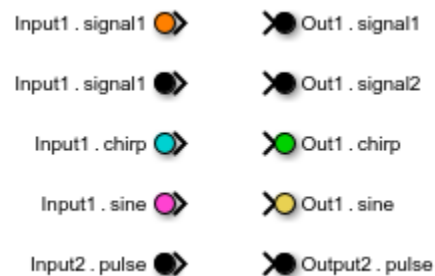 Input1 . signal1 Out1 . signal1
Input1 . signal1 Out1 . signal2
Input1 . chirp Out1 . chirp
Input1 . sine Out1 . sine
Input2 . pulse Output2 . pulse